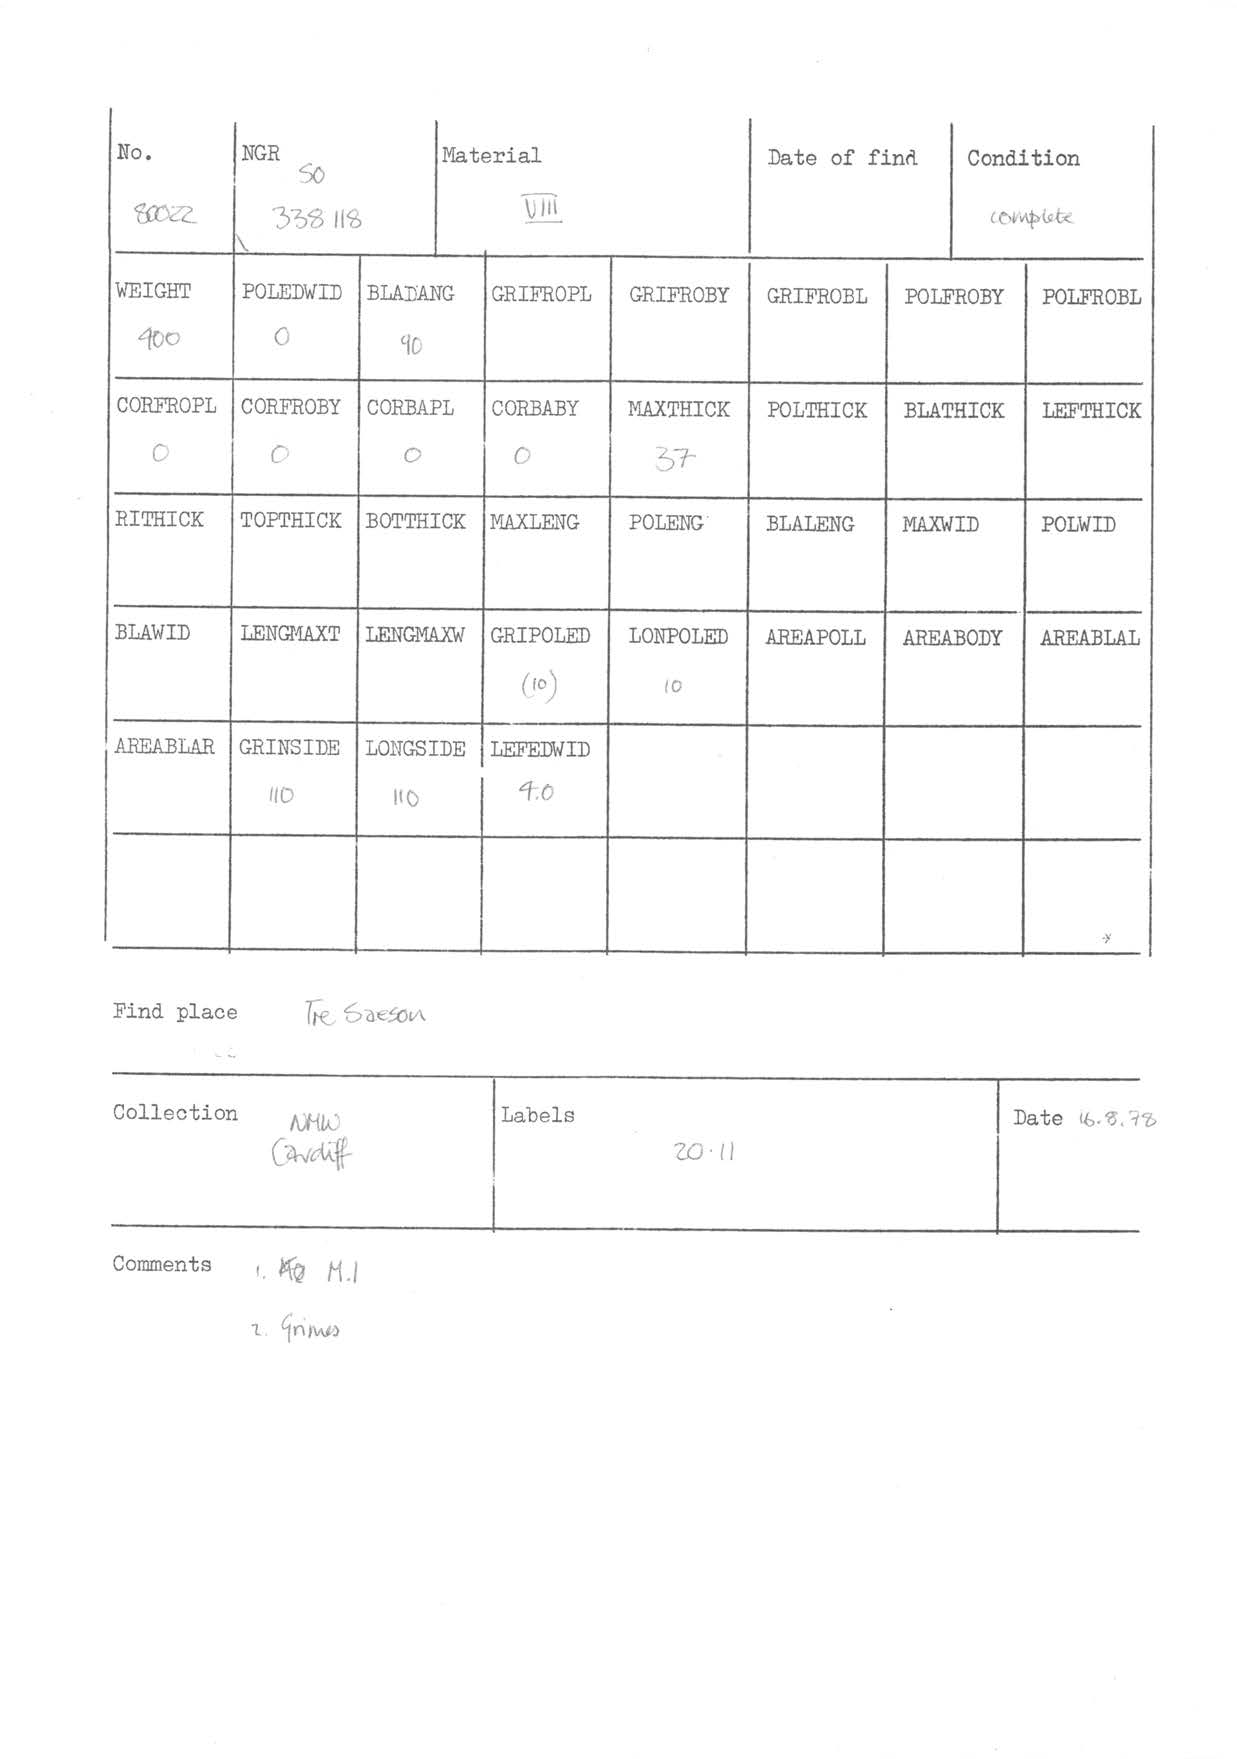 No. NGR Material Date of find Condition
SO
80022 338 118 VIII complete
WEIGHT POLEDWID BLADANG GRIFROPL GRIFROBY GRIFROBL POLFROBY POLFROBL
400 0 90
CORFROPL CORFROBY CORBAPL CORBABY MAXTHICK POLTHICK BLATHICK LEFTHICK
0 0 0 0 37
RITHICK TOPTHICK BOTTHICK MAXLENG POLENG BLALENG MAXWID POLWID
BLAWID LENGMAXT LENGMAXW GRIPOLED LONPOLED AREAPOLL AREABODY AREABLAL
(10) 10
AREABLAR GRINSIDE LONGSIDE LEFEDWID
110 110 4.0
Find place Tre Saeson
Collection NMW Labels Date 16.8.78
Cardiff 20.11
Comments 1. M.1
2. Grimes